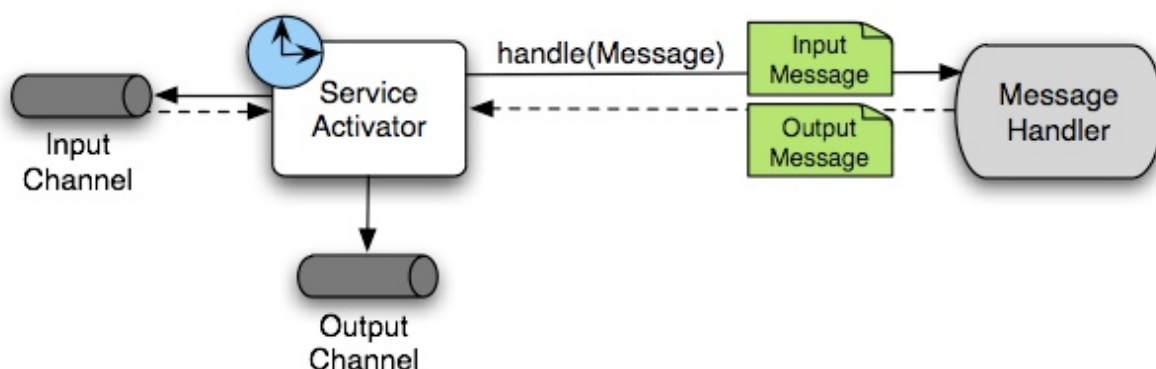 handle(Message)
Input
Message
Service
Activator
Message
Handler
Output
Message
Input
Channel
Output
Channel